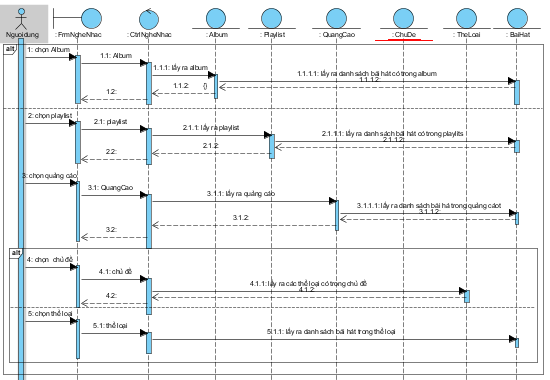 Nguoidung
: FrmNgheNhac
: CtrlNgheNhac
: Album
: Playlist
: QuangCao
: ChuDe
: TheLoai
: BaiHat
alt
1: chọn Album
1.1: Album
1.1.1: lấy ra album
1.1.1.1: lấy ra danh sách bài hát có trong album
1.1.1.2:
1.1.2:
()
1.2:
2: chọn playlist
2.1: playlist
2.1.1: lấy ra playlist
2.1.1.1: lấy ra danh sách bài hát có trong playlits
2.1.1.2:
2.1.2:
2.2:
3: chọn quảng cáo
3.1: QuangCao
3.1.1: lấy ra quảng cáo
3.1.1.1: lấy ra danh sách bài hát trong quảng cáot
3.1.1.2:
3.1.2:
3.2:
alt
4: chọn chủ đề
4.1: chủ đề
4.1.1: lấy ra các thể loại có trong chủ đề
4.1.2:
4.2:
5: chọn thể loại
5.1: thể loại
5.1.1: lấy ra danh sách bài hát trong thể loại